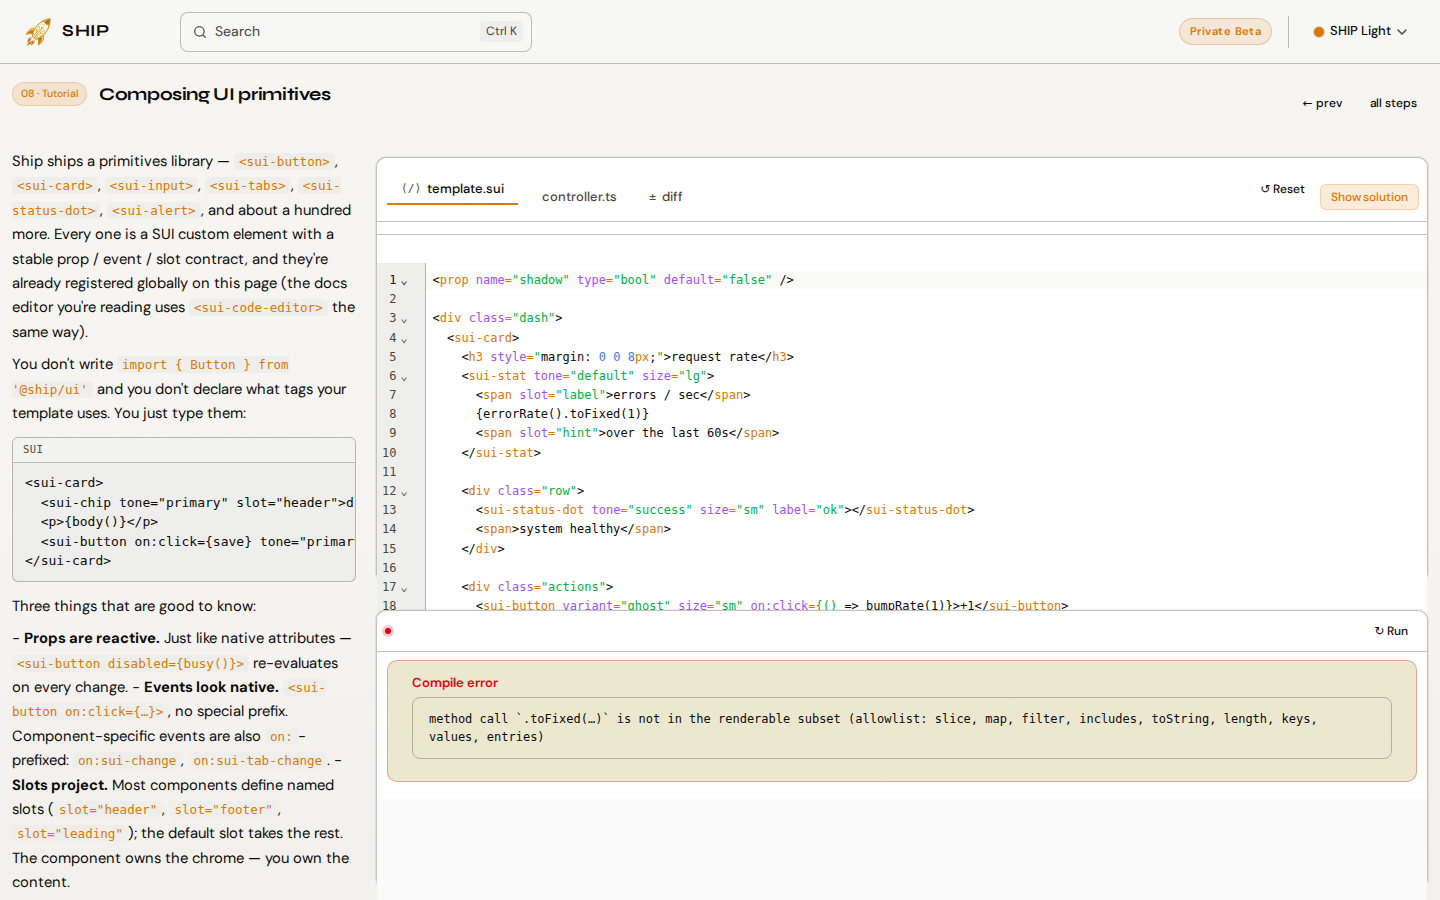 SHIP
Search
Ctrl K
Private Beta
SHIP Light
08 · Tutorial
Composing UI primitives
← prev
all steps
Ship ships a primitives library — <sui-button> ,
<sui-card> , <sui-input> , <sui-tabs> , <sui-
status-dot> , <sui-alert> , and about a hundred
more. Every one is a SUI custom element with a
stable prop / event / slot contract, and they're
already registered globally on this page (the docs
editor you're reading uses <sui-code-editor> the
same way).
You don't write import { Button } from
'@ship/ui' and you don't declare what tags your
template uses. You just type them:
SUI
<sui-card>
<sui-chip tone="primary" slot="header">d
<p>{body()}</p>
<sui-button on:click={save} tone="primar
</sui-card>
Three things that are good to know:
- Props are reactive. Just like native attributes —
<sui-button disabled={busy()}> re-evaluates
on every change. - Events look native. <sui-
button on:click={…}> , no special prefix.
Component-specific events are also on: -
prefixed: on:sui-change , on:sui-tab-change . -
Slots project. Most components define named
slots ( slot="header" , slot="footer" ,
slot="leading" ); the default slot takes the rest.
The component owns the chrome — you own the
content.
⟨/⟩ template.sui
controller.ts
± diff
↺ Reset
Show solution
1 <prop name="shadow" type="bool" default="false" />
2
3 <div class="dash">
4 <sui-card>
5 <h3 style="margin: 0 0 8px;">request rate</h3>
6 <sui-stat tone="default" size="lg">
7 <span slot="label">errors / sec</span>
8 {errorRate().toFixed(1)}
9 <span slot="hint">over the last 60s</span>
10 </sui-stat>
11
12 <div class="row">
13 <sui-status-dot tone="success" size="sm" label="ok"></sui-status-dot>
14 <span>system healthy</span>
15 </div>
16
17 <div class="actions">
18 <sui-button variant="ghost" size="sm" on:click={() => bumpRate(1)}>+1</sui-button>
↻ Run
Compile error
method call `.toFixed(…)` is not in the renderable subset (allowlist: slice, map, filter, includes, toString, length, keys,
values, entries)